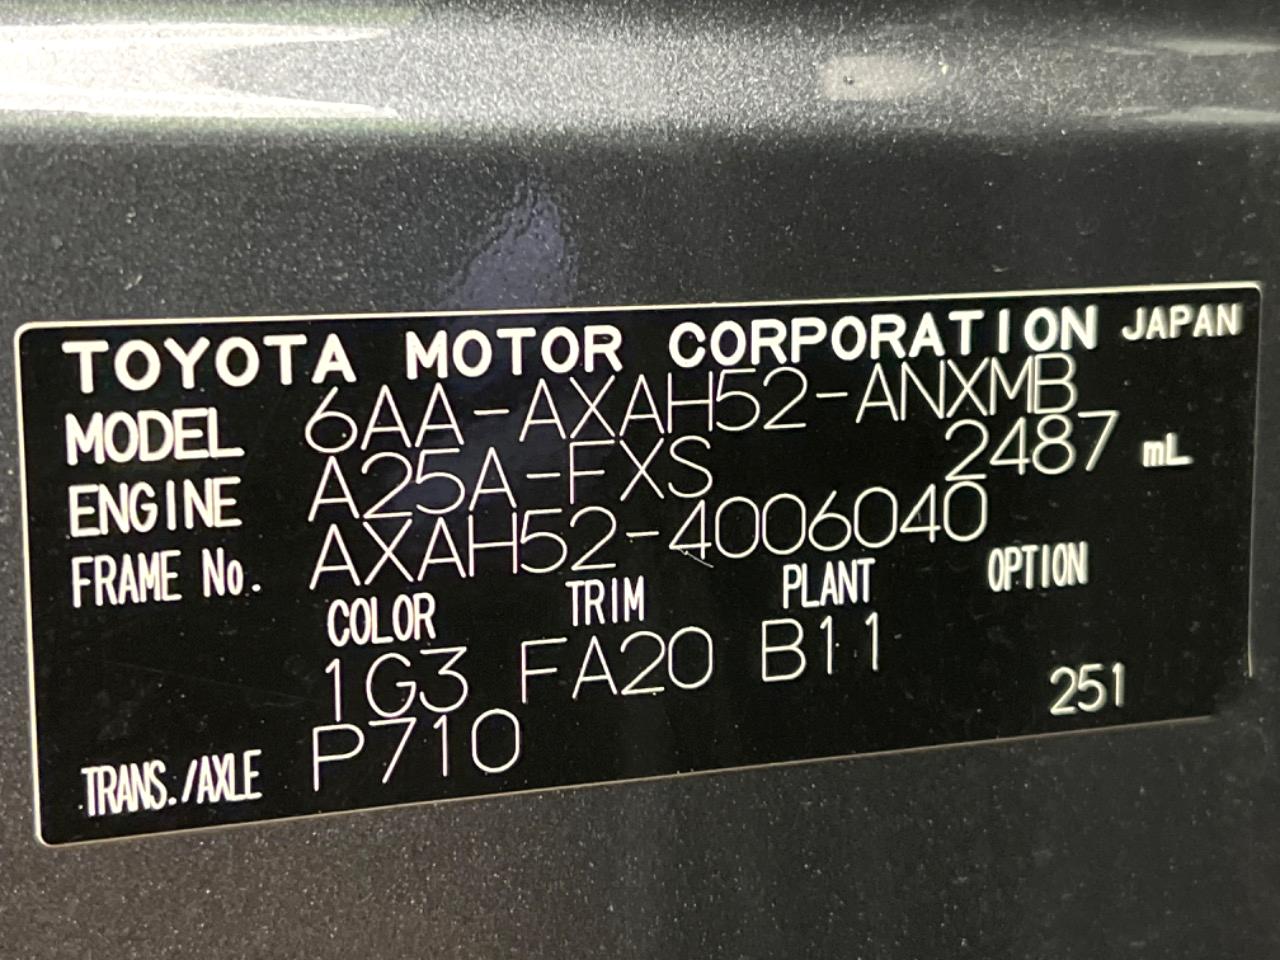 TOYOTA MOTOR CORPORATION JAPAN
MODEL 6AA-AXAH52-ANXMB
ENGINE A25A-FXS 2487 mL
FRAME No. AXAH52-4006040
COLOR TRIM PLANT OPTION
1G3 FA20 B11
251
TRANS./AXLE P710